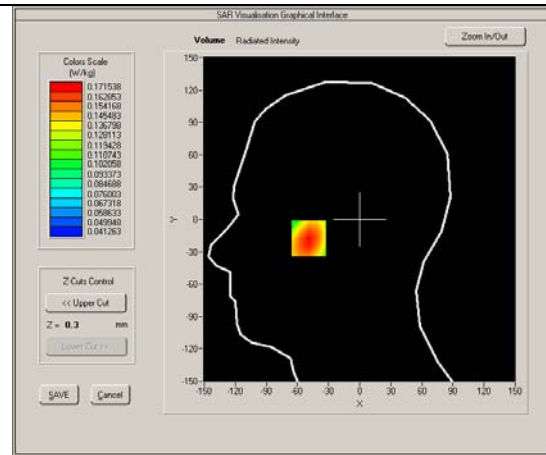 SAR Visualisation Graphical Interface
Volume Radiated Intensity
Zoom In/Out
Colors Scale
(W/kg)
0.171538
0.162853
0.154168
0.145483
0.136798
0.128113
0.119428
0.110743
0.102058
0.093373
0.084688
0.076003
0.067318
0.058633
0.049948
0.041263
Z Cuts Control
<< Upper Cut
Z = 0.3 mm
Lower Cut >>
SAVE Cancel
150
120
90
60
30
0
-30
-60
-90
-120
-150
Y
-150 -120 -90 -60 -30 0 30 60 90 120 150
X